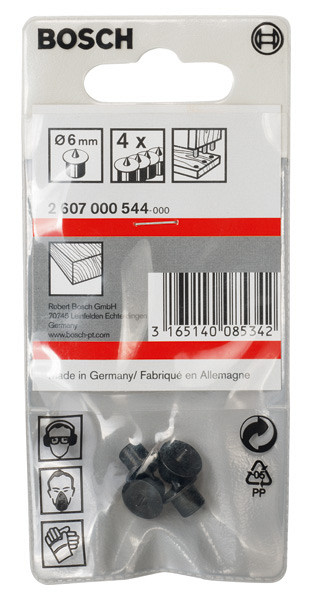 BOSCH
Ø 6 mm
4 x
2 607 000 544-000
Robert Bosch GmbH
70745 Leinfelden Echterdingen
Germany
www.bosch-pt.com
3 165140 085342
Made in Germany/ Fabriqué en Allemagne
05
PP